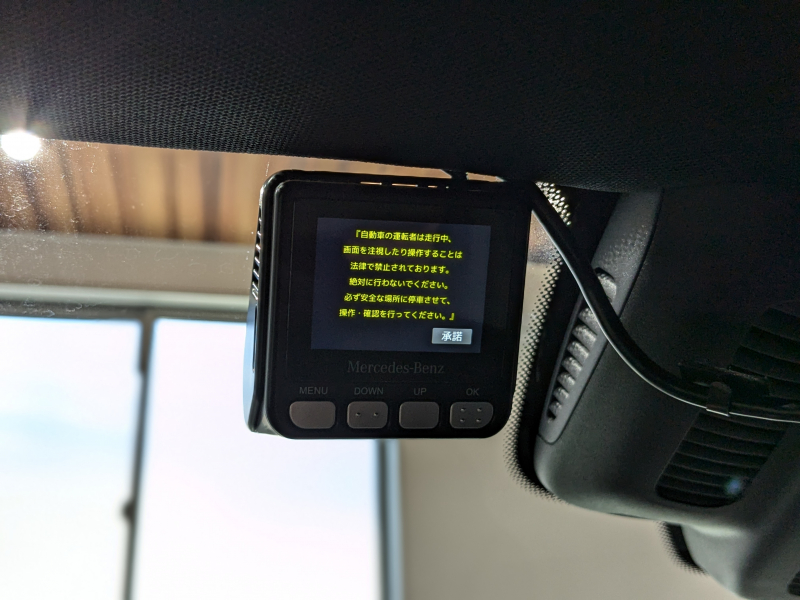 『自動車の運転者は走行中、
画面を注視したり操作することは
法律で禁止されております。
絶対に行わないでください。
必ず安全な場所に停車させて、
操作・確認を行ってください。』
承諾
Mercedes-Benz
MENU DOWN UP OK